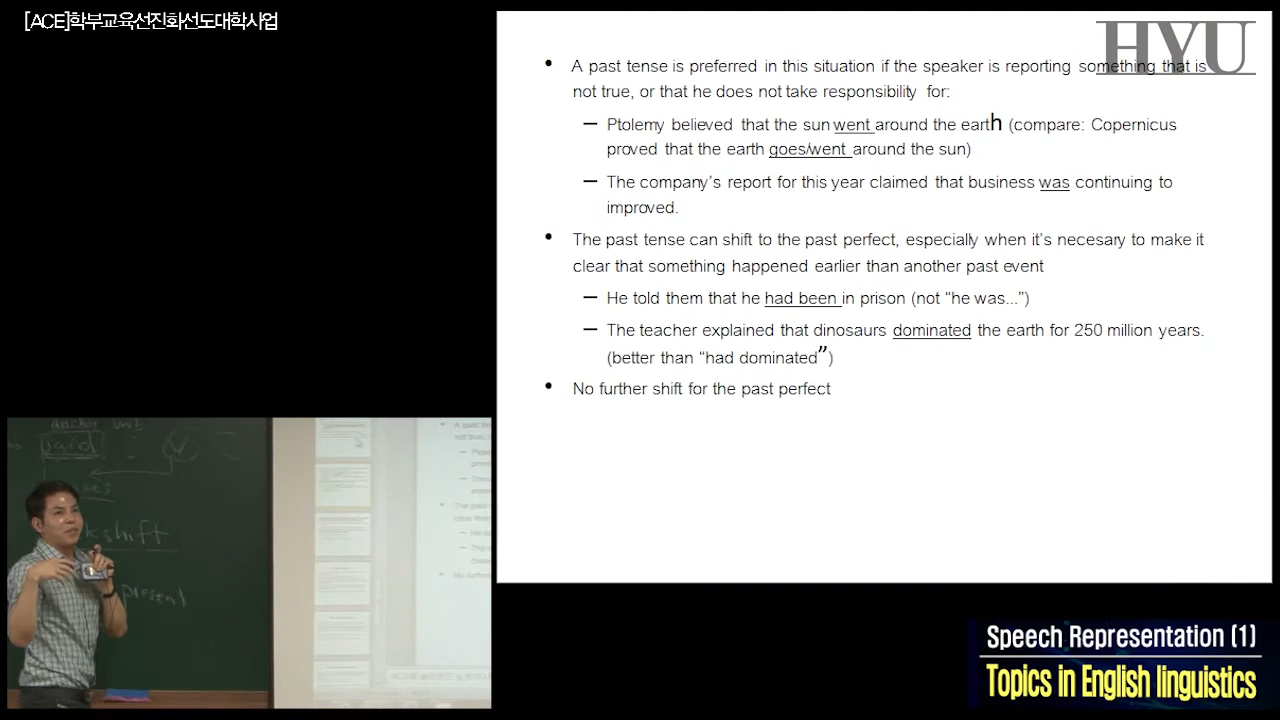 [ACE]학부교육선진화선도대학사업
HYU
• A past tense is preferred in this situation if the speaker is reporting something that is
not true, or that he does not take responsibility for:
– Ptolemy believed that the sun went around the earth (compare: Copernicus
proved that the earth goes/went around the sun)
– The company's report for this year claimed that business was continuing to
improved.
• The past tense can shift to the past perfect, especially when it's necesary to make it
clear that something happened earlier than another past event
– He told them that he had been in prison (not “he was...”)
– The teacher explained that dinosaurs dominated the earth for 250 million years.
(better than “had dominated”)
• No further shift for the past perfect
said
kshift
present
Speech Representation (1)
Topics in English linguistics